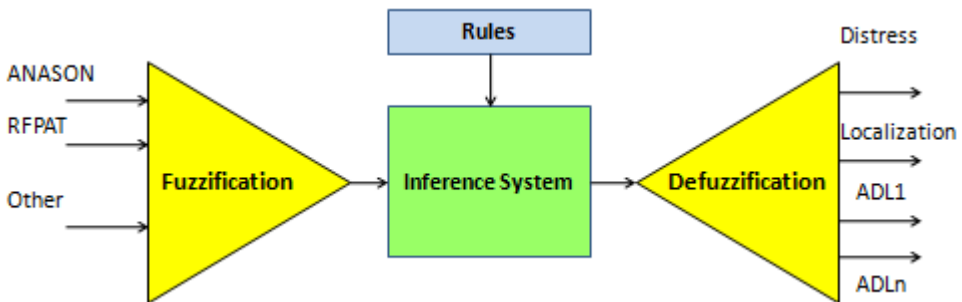 Rules
Distress
ANASON
RFPAT
Localization
Fuzzification
Inference System
Defuzzification
Other
ADL1
ADLn